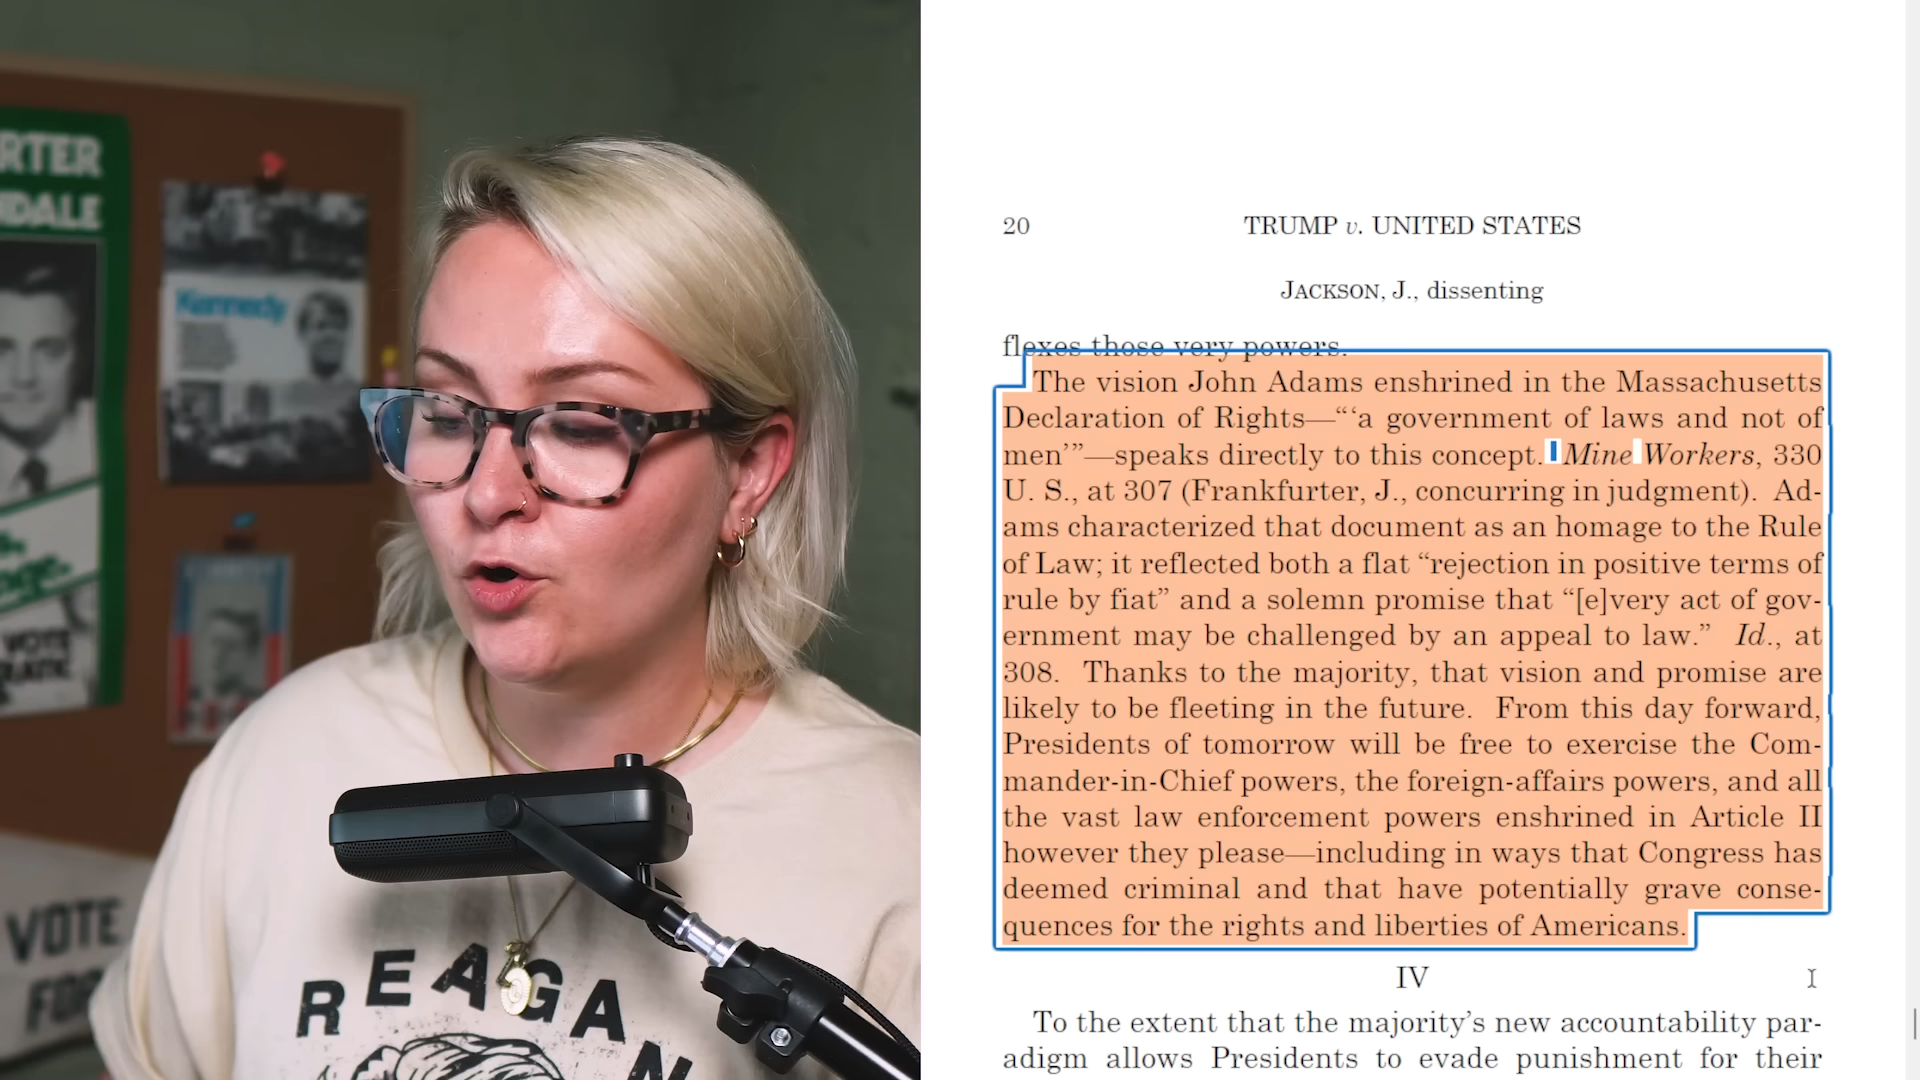 RTER
DALE
Kennedy
VOTE
RATIC
VOTE
FOR
REAGAN
20 TRUMP v. UNITED STATES
JACKSON, J., dissenting
flexes those very powers.
The vision John Adams enshrined in the Massachusetts
Declaration of Rights—“‘a government of laws and not of
men’”—speaks directly to this concept. Mine Workers, 330
U. S., at 307 (Frankfurter, J., concurring in judgment). Ad-
ams characterized that document as an homage to the Rule
of Law; it reflected both a flat “rejection in positive terms of
rule by fiat” and a solemn promise that “[e]very act of gov-
ernment may be challenged by an appeal to law.” Id., at
308. Thanks to the majority, that vision and promise are
likely to be fleeting in the future. From this day forward,
Presidents of tomorrow will be free to exercise the Com-
mander-in-Chief powers, the foreign-affairs powers, and all
the vast law enforcement powers enshrined in Article II
however they please—including in ways that Congress has
deemed criminal and that have potentially grave conse-
quences for the rights and liberties of Americans.
IV
To the extent that the majority’s new accountability par-
adigm allows Presidents to evade punishment for their